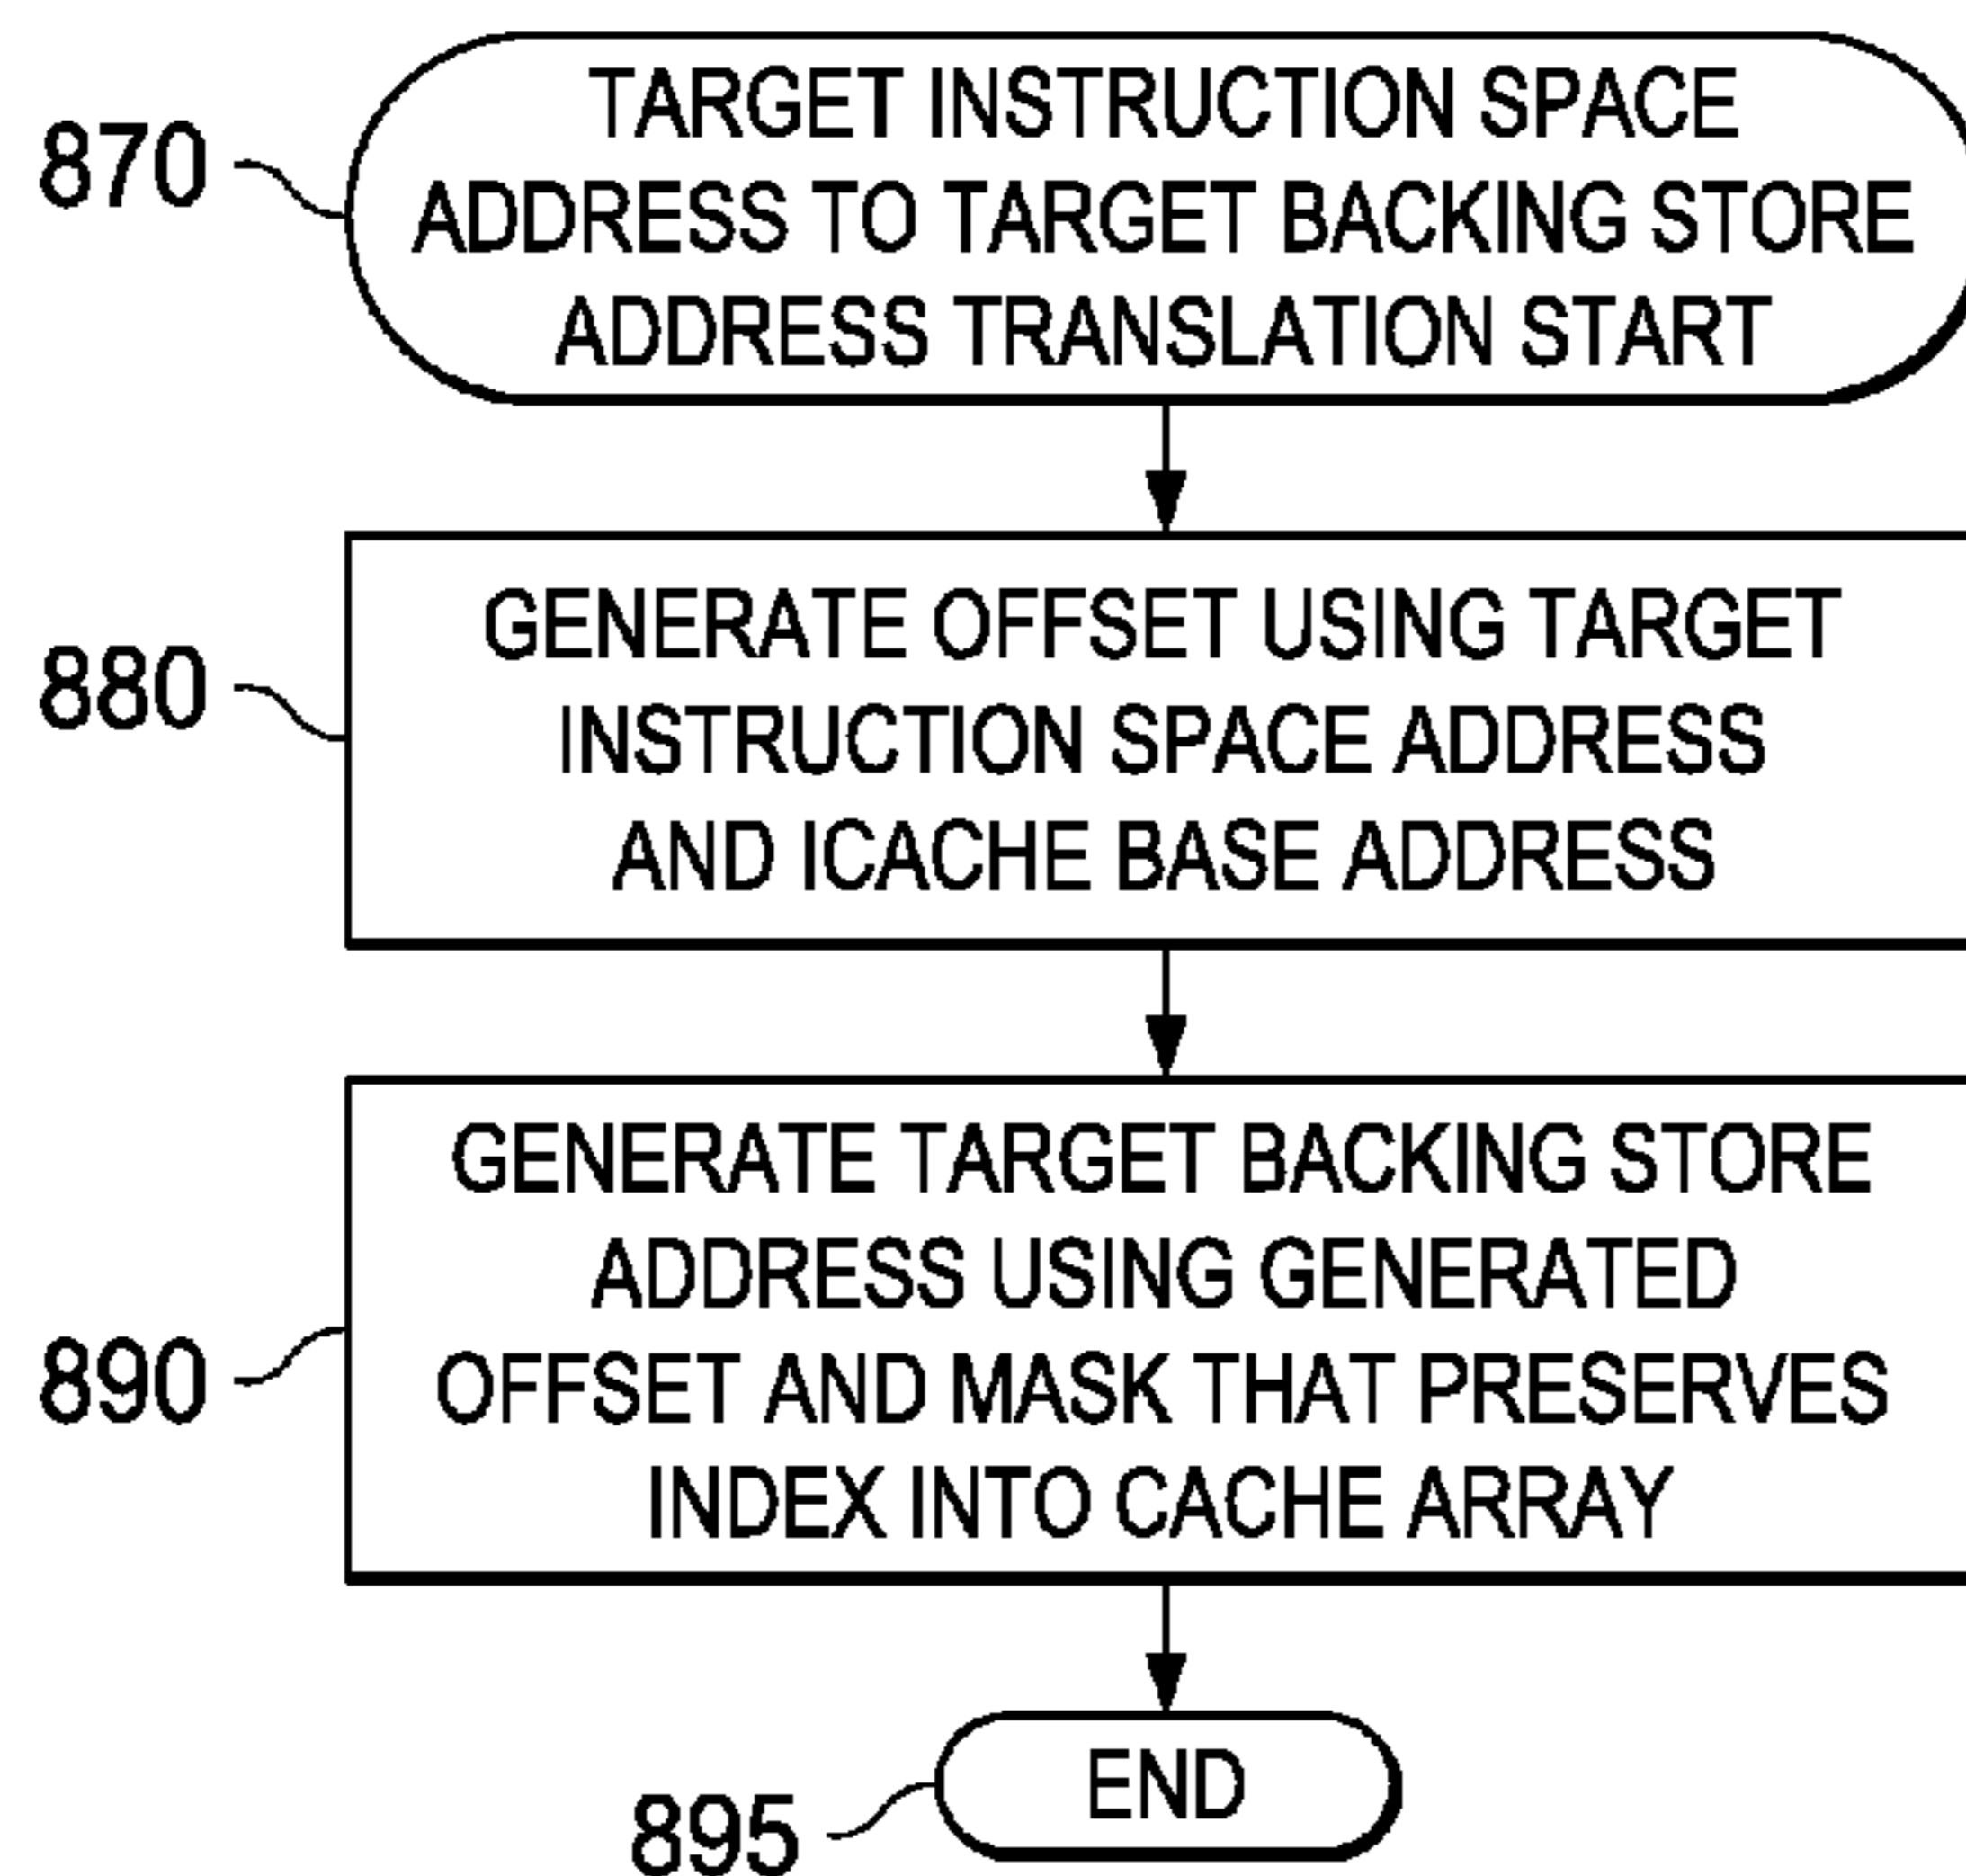 870
TARGET INSTRUCTION SPACE
ADDRESS TO TARGET BACKING STORE
ADDRESS TRANSLATION START
880
GENERATE OFFSET USING TARGET
INSTRUCTION SPACE ADDRESS
AND ICACHE BASE ADDRESS
890
GENERATE TARGET BACKING STORE
ADDRESS USING GENERATED
OFFSET AND MASK THAT PRESERVES
INDEX INTO CACHE ARRAY
895
END